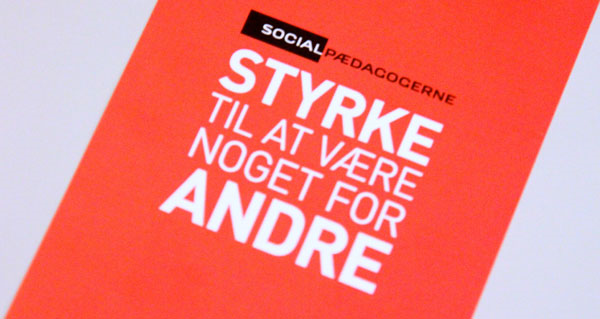 SOCIALPÆDAGOGERNE
STYRKE
TIL AT VÆRE
NOGET FOR
ANDRE